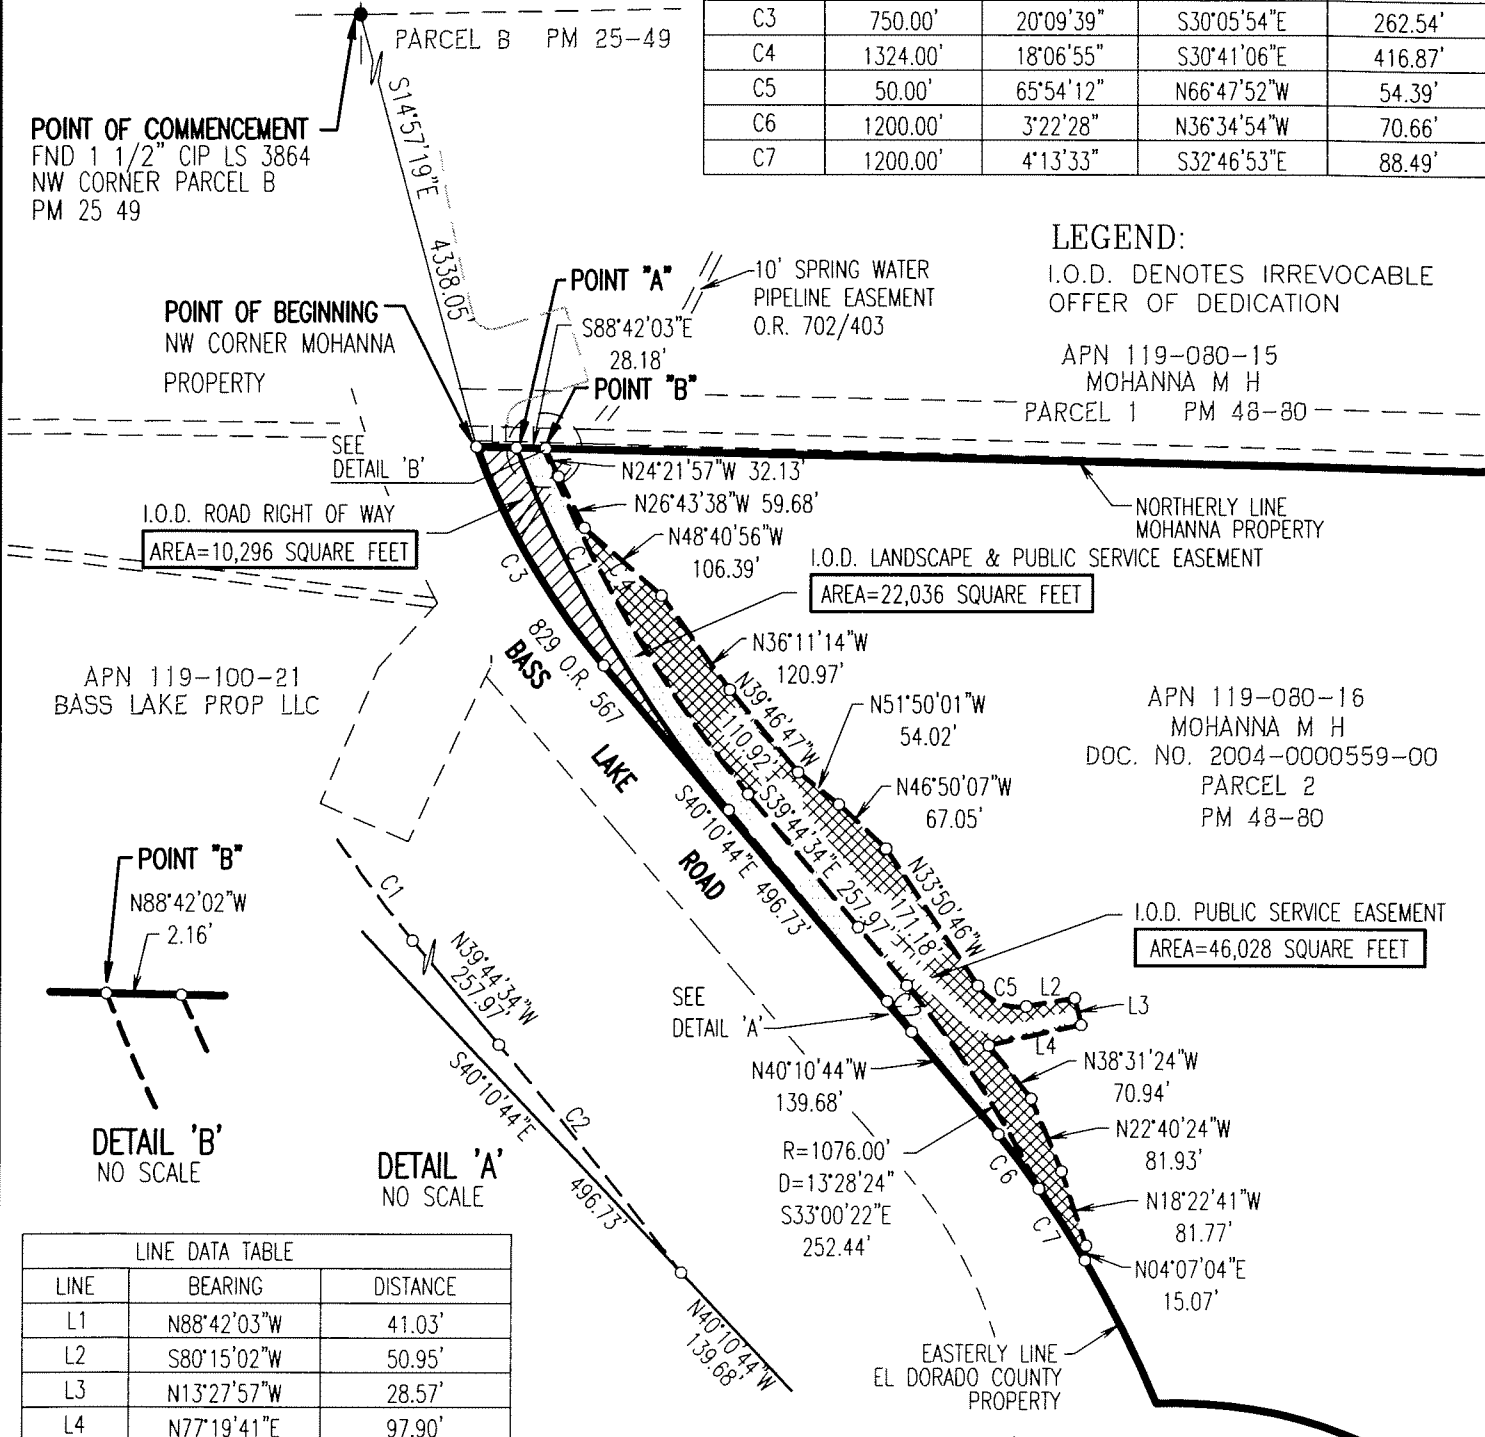 C3 750.00' 20°09'39" S30°05'54"E 262.54'
C4 1324.00' 18°06'55" S30°41'06"E 416.87'
C5 50.00' 65°54'12" N66°47'52"W 54.39'
C6 1200.00' 3°22'28" N36°34'54"W 70.66'
C7 1200.00' 4°13'33" S32°46'53"E 88.49'
PARCEL B PM 25-49
POINT OF COMMENCEMENT
FND 1 1/2" CIP LS 3864
NW CORNER PARCEL B
PM 25 49
S14°57'19"E 4338.05'
LEGEND:
I.O.D. DENOTES IRREVOCABLE
OFFER OF DEDICATION
10' SPRING WATER
PIPELINE EASEMENT
O.R. 702/403
POINT "A"
S88°42'03"E
28.18'
POINT "B"
POINT OF BEGINNING
NW CORNER MOHANNA
PROPERTY
APN 119-080-15
MOHANNA M H
PARCEL 1 PM 48-80
SEE
DETAIL 'B'
N24°21'57"W 32.13'
N26°43'38"W 59.68'
N48°40'56"W
106.39'
NORTHERLY LINE
MOHANNA PROPERTY
I.O.D. ROAD RIGHT OF WAY
AREA=10,296 SQUARE FEET
I.O.D. LANDSCAPE & PUBLIC SERVICE EASEMENT
AREA=22,036 SQUARE FEET
C3
C1
C4
829 O.R. 567
BASS
LAKE
ROAD
N36°11'14"W
120.97'
N39°46'47"W
110.92'
N51°50'01"W
54.02'
N46°50'07"W
67.05'
APN 119-100-21
BASS LAKE PROP LLC
APN 119-080-16
MOHANNA M H
DOC. NO. 2004-0000559-00
PARCEL 2
PM 48-80
S39°44'34"E 257.97'
S40°10'44"E 496.73'
N33°50'46"W
171.18'
I.O.D. PUBLIC SERVICE EASEMENT
AREA=46,028 SQUARE FEET
C5
L2
L3
L4
SEE
DETAIL 'A'
N40°10'44"W
139.68'
N38°31'24"W
70.94'
N22°40'24"W
81.93'
R=1076.00'
D=13°28'24"
S33°00'22"E
252.44'
C6
C7
N18°22'41"W
81.77'
N04°07'04"E
15.07'
EASTERLY LINE
EL DORADO COUNTY
PROPERTY
POINT "B"
N88°42'02"W
2.16'
DETAIL 'B'
NO SCALE
C1
N39°44'34"W
257.97'
S40°10'44"E
496.73'
C2
N40°10'44"W
139.68'
DETAIL 'A'
NO SCALE
LINE DATA TABLE
LINE BEARING DISTANCE
L1 N88°42'03"W 41.03'
L2 S80°15'02"W 50.95'
L3 N13°27'57"W 28.57'
L4 N77°19'41"E 97.90'